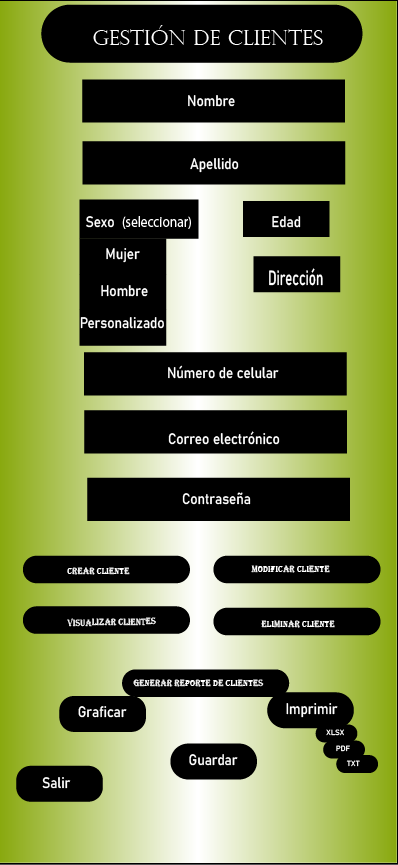 GESTIÓN DE CLIENTES
Nombre
Apellido
Sexo (seleccionar)
Edad
Mujer
Dirección
Hombre
Personalizado
Número de celular
Correo electrónico
Contraseña
CREAR CLIENTE
MODIFICAR CLIENTE
VISUALIZAR CLIENTES
ELIMINAR CLIENTE
GENERAR REPORTE DE CLIENTES
Graficar
Imprimir
XLSX
PDF
TXT
Guardar
Salir